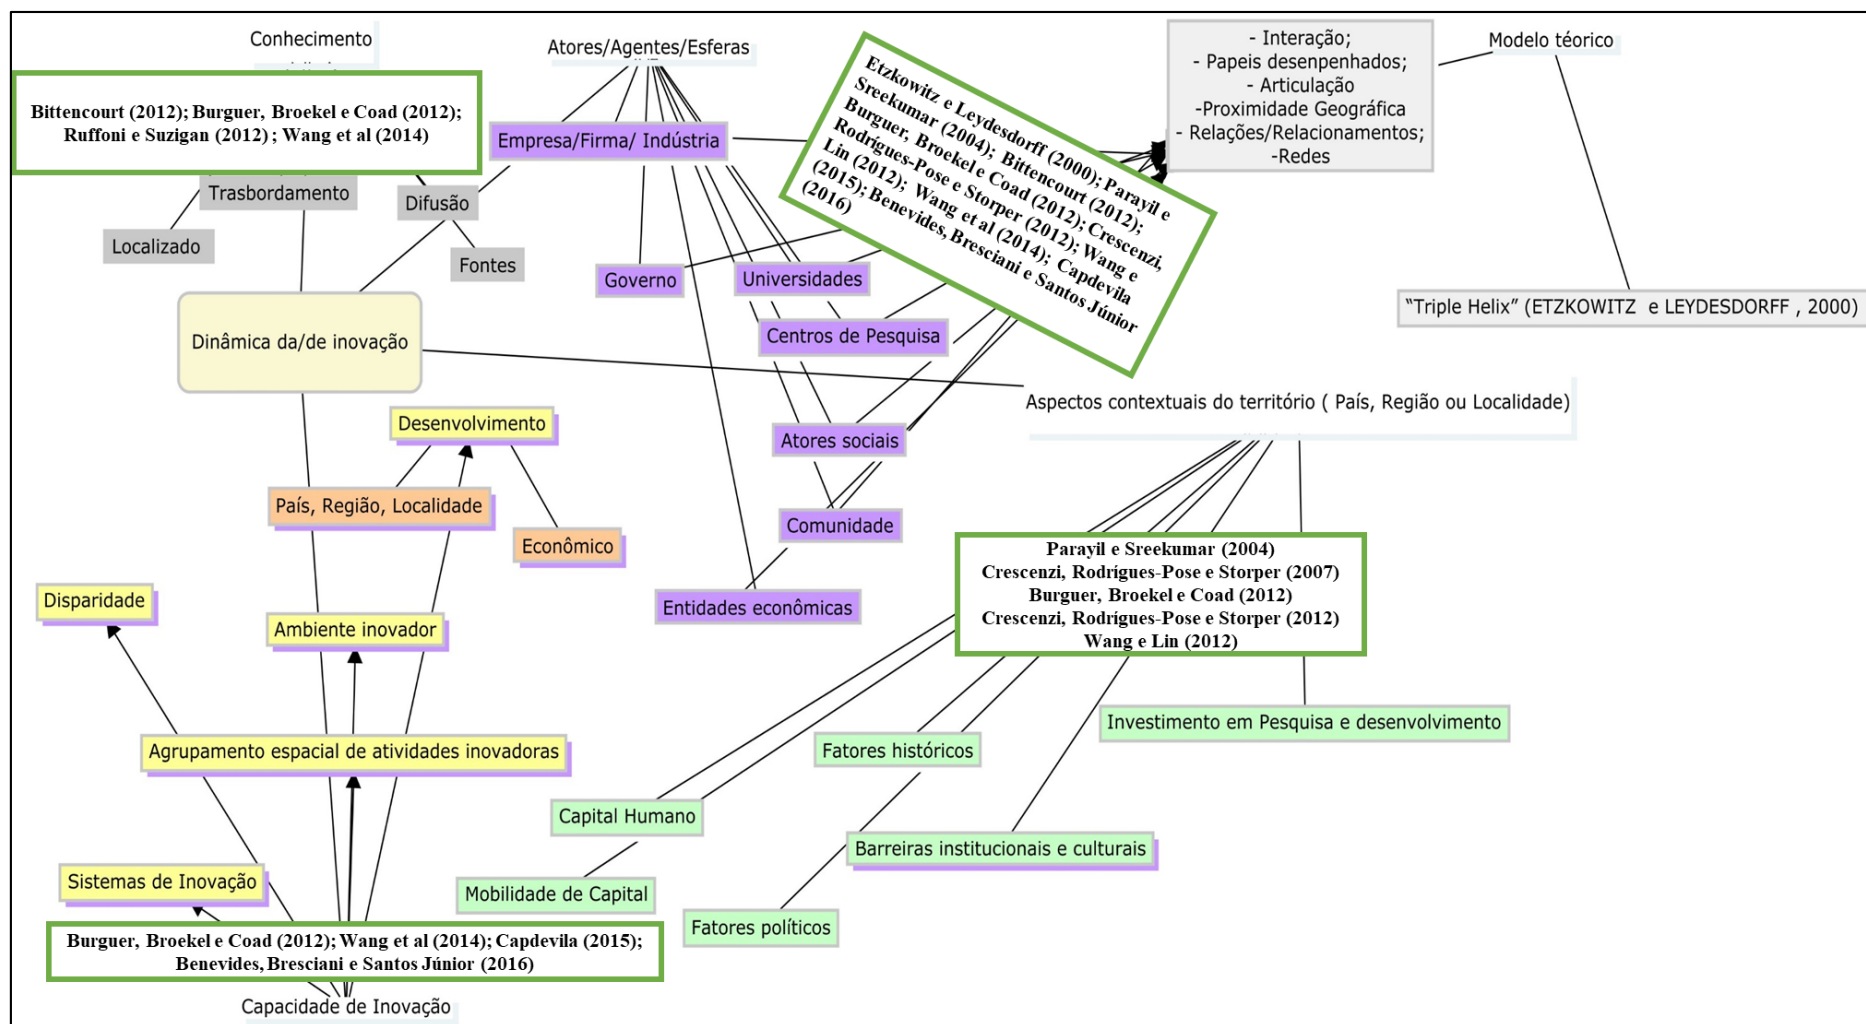 Conhecimento
Bittencourt (2012); Burguer, Broekel e Coad (2012);
Ruffoni e Suzigan (2012); Wang et al (2014)
Trasbordamento
Difusão
Localizado
Fontes
Atores/Agentes/Esferas
Empresa/Firma/ Indústria
Governo
Universidades
Centros de Pesquisa
Atores sociais
Comunidade
Entidades econômicas
Etzkowitz e Leydesdorff (2000); Parayil e
Sreekumar (2004); Bittencourt (2012);
Burguer, Broekel e Coad (2012); Crescenzi,
Rodrígues-Pose e Storper (2012); Wang e
Lin (2012); Wang et al (2014); Capdevila
(2015); Benevides, Bresciani e Santos Júnior
(2016)
- Interação;
- Papeis desenpenhados;
- Articulação
-Proximidade Geográfica
- Relações/Relacionamentos;
-Redes
Modelo téorico
“Triple Helix” (ETZKOWITZ e LEYDESDORFF , 2000)
Dinâmica da/de inovação
Aspectos contextuais do território ( País, Região ou Localidade)
Parayil e Sreekumar (2004)
Crescenzi, Rodrígues-Pose e Storper (2007)
Burguer, Broekel e Coad (2012)
Crescenzi, Rodrígues-Pose e Storper (2012)
Wang e Lin (2012)
Investimento em Pesquisa e desenvolvimento
Fatores históricos
Capital Humano
Barreiras institucionais e culturais
Mobilidade de Capital
Fatores políticos
Desenvolvimento
País, Região, Localidade
Econômico
Disparidade
Ambiente inovador
Agrupamento espacial de atividades inovadoras
Sistemas de Inovação
Burguer, Broekel e Coad (2012); Wang et al (2014); Capdevila (2015);
Benevides, Bresciani e Santos Júnior (2016)
Capacidade de Inovação